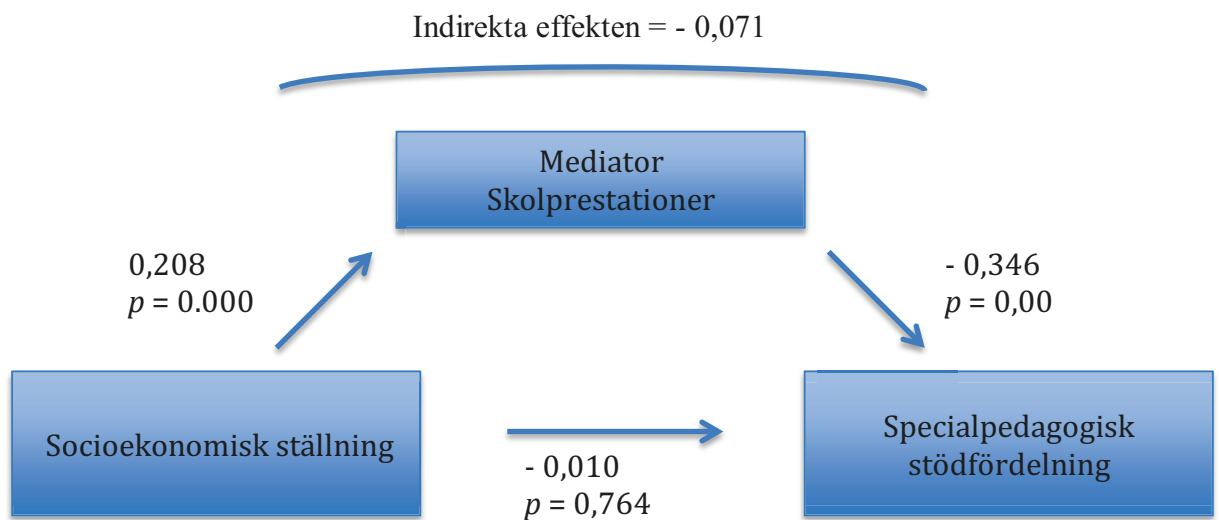 Indirekta effekten = - 0,071
Mediator
Skolprestationer
0,208
p = 0.000
- 0,346
p = 0,00
Socioekonomisk ställning
- 0,010
p = 0,764
Specialpedagogisk
stödfördelning